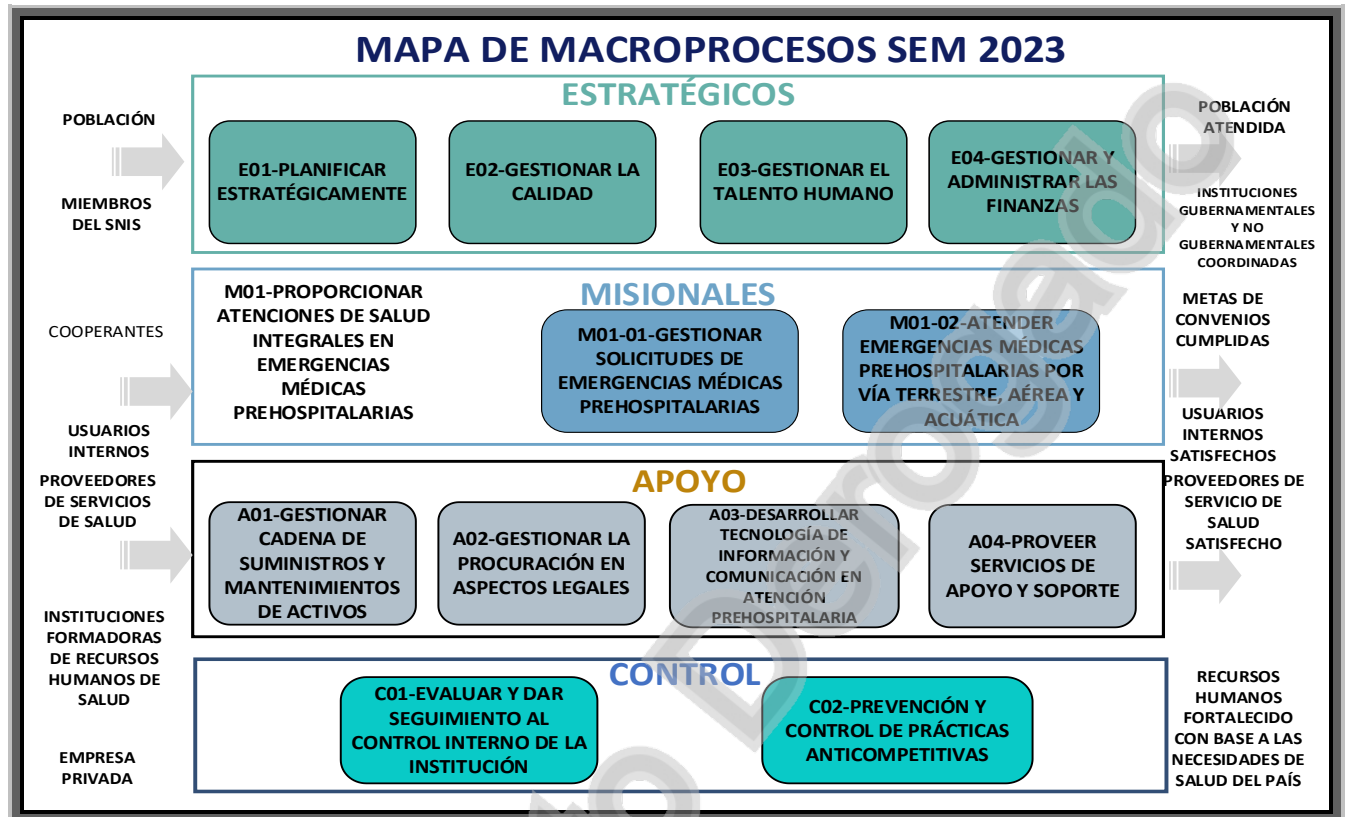 MAPA DE MACROPROCESOS SEM 2023
POBLACIÓN
MIEMBROS
DEL SNIS
COOPERANTES
USUARIOS
INTERNOS
PROVEEDORES
DE SERVICIOS
DE SALUD
INSTITUCIONES
FORMADORAS
DE RECURSOS
HUMANOS DE
SALUD
EMPRESA
PRIVADA
ESTRATÉGICOS
E01-PLANIFICAR
ESTRATÉGICAMENTE
E02-GESTIONAR LA
CALIDAD
E03-GESTIONAR EL
TALENTO HUMANO
E04-GESTIONAR Y
ADMINISTRAR LAS
FINANZAS
MISIONALES
M01-PROPORCIONAR
ATENCIONES DE SALUD
INTEGRALES EN
EMERGENCIAS
MÉDICAS
PREHOSPITALARIAS
M01-01-GESTIONAR
SOLICITUDES DE
EMERGENCIAS MÉDICAS
PREHOSPITALARIAS
M01-02-ATENDER
EMERGENCIAS MÉDICAS
PREHOSPITALARIAS POR
VÍA TERRESTRE, AÉREA Y
ACUÁTICA
APOYO
A01-GESTIONAR
CADENA DE
SUMINISTROS Y
MANTENIMIENTOS
DE ACTIVOS
A02-GESTIONAR LA
PROCURACIÓN EN
ASPECTOS LEGALES
A03-DESARROLLAR
TECNOLOGÍA DE
INFORMACIÓN Y
COMUNICACIÓN EN
ATENCIÓN
PREHOSPITALARIA
A04-PROVEER
SERVICIOS DE
APOYO Y SOPORTE
CONTROL
C01-EVALUAR Y DAR
SEGUIMIENTO AL
CONTROL INTERNO DE LA
INSTITUCIÓN
C02-PREVENCIÓN Y
CONTROL DE PRÁCTICAS
ANTICOMPETITIVAS
POBLACIÓN
ATENDIDA
INSTITUCIONES
GUBERNAMENTALES
Y NO
GUBERNAMENTALES
COORDINADAS
METAS DE
CONVENIOS
CUMPLIDAS
USUARIOS
INTERNOS
SATISFECHOS
PROVEEDORES DE
SERVICIO DE
SALUD
SATISFECHO
RECURSOS
HUMANOS
FORTALECIDO
CON BASE A LAS
NECESIDADES DE
SALUD DEL PAÍS
to Derogado